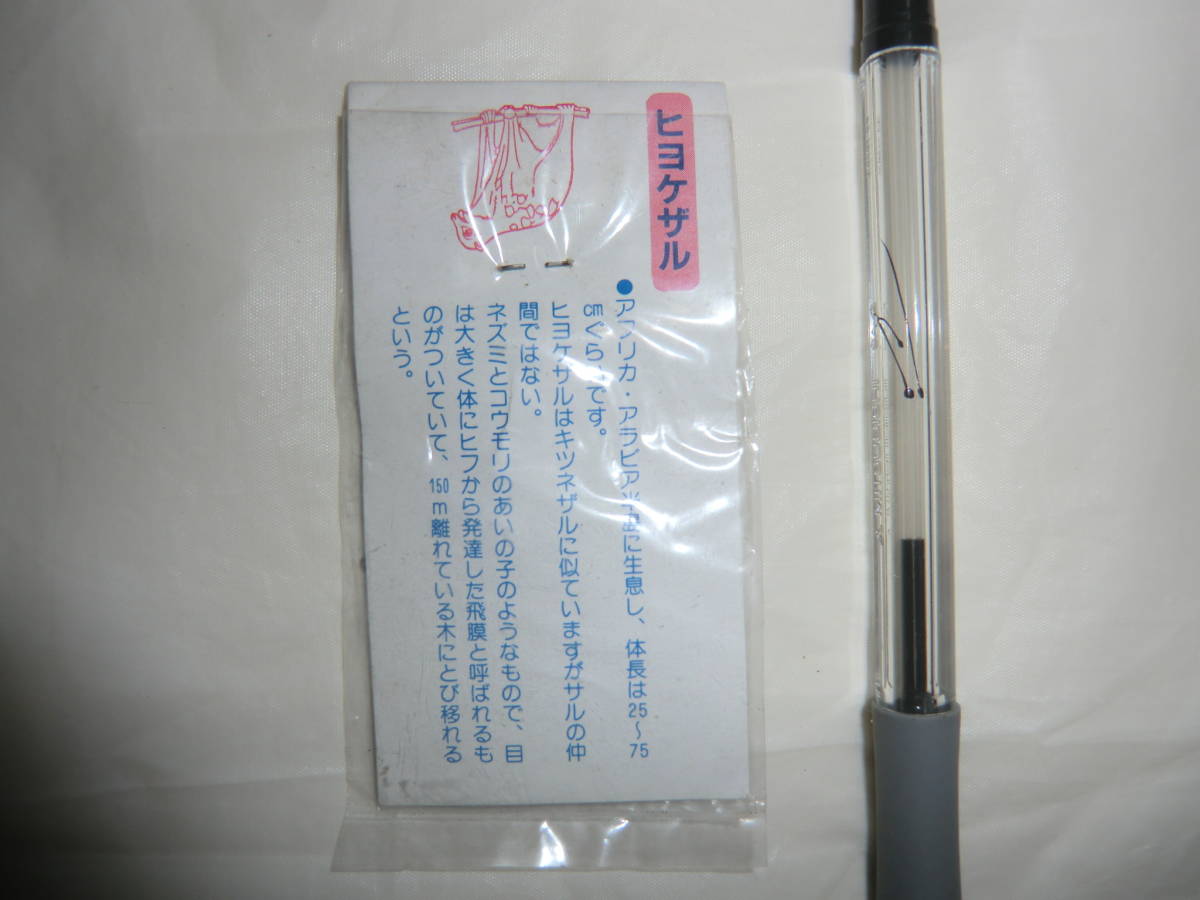 ヒヨケザル
●アフリカ・アラビア半島に生息し、体長は25〜75
cmぐらいです。
ヒヨケザルはキツネザルに似ていますがサルの仲
間ではない。
ネズミとコウモリのあいの子のようなもので、目
は大きく体にヒフから発達した飛膜と呼ばれるも
のがついていて、150m離れている木にとび移れる
という。